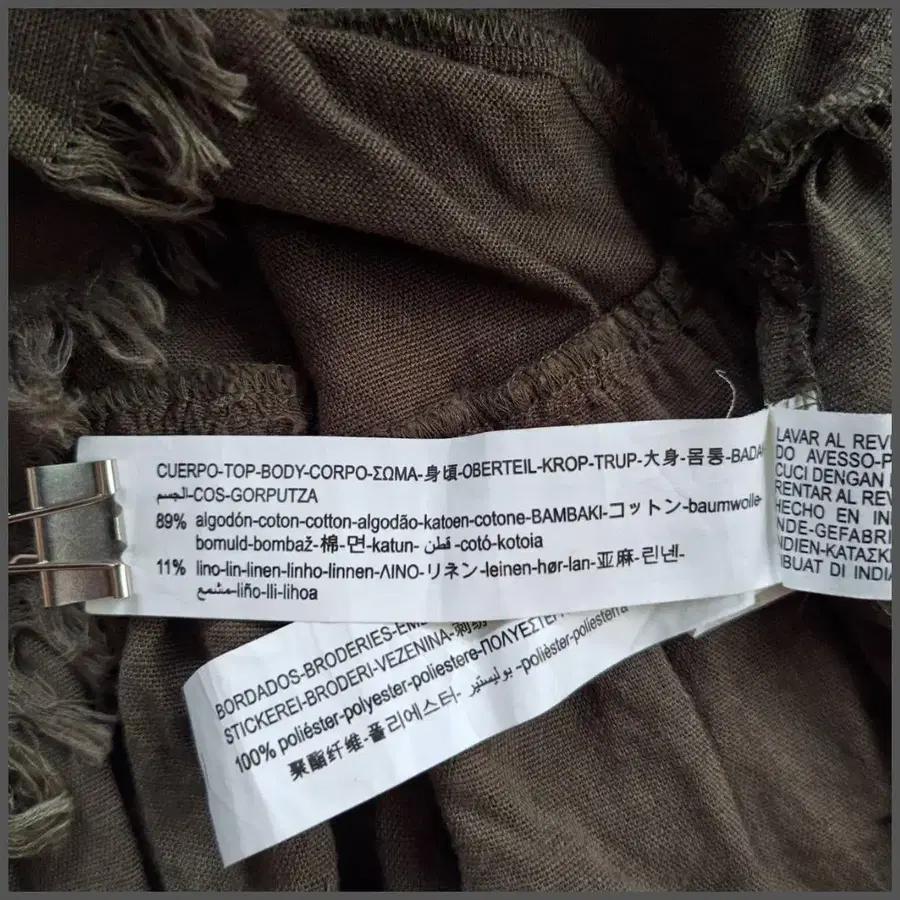 CUERPO-TOP-BODY-CORPO-ΣΩΜΑ-身頃-OBERTEIL-KROP-TRUP-大身-몸통-BADA
الجسم-COS-GORPUTZA
89% algodón-coton-cotton-algodão-katoen-cotone-BAMBAKI-コットン-baumwolle-
bomuld-bombaž-棉-면-katun- قطن -cotó-kotoia
11% lino-lin-linen-linho-linnen-ΛΙΝΟ-リネン-leinen-hør-lan-亚麻-린넨-
مشمع-liño-lli-lihoa
LAVAR AL REV
DO AVESSO-P
CUCI DENGAN
RENTAR AL REV
HECHO EN IN
NDE-GEFABRI
NDIEN-ΚΑΤΑΣΚ
IBUAT DI INDIA
BORDADOS-BRODERIES-EMB
STICKEREI-BRODERI-VEZENINA-刺
100% poliéster-polyester-poliestere-ΠΟΛΥΕΣΤΕΡ
聚酯纤维-폴리에스터- بوليستير -poliéster-poliesterra